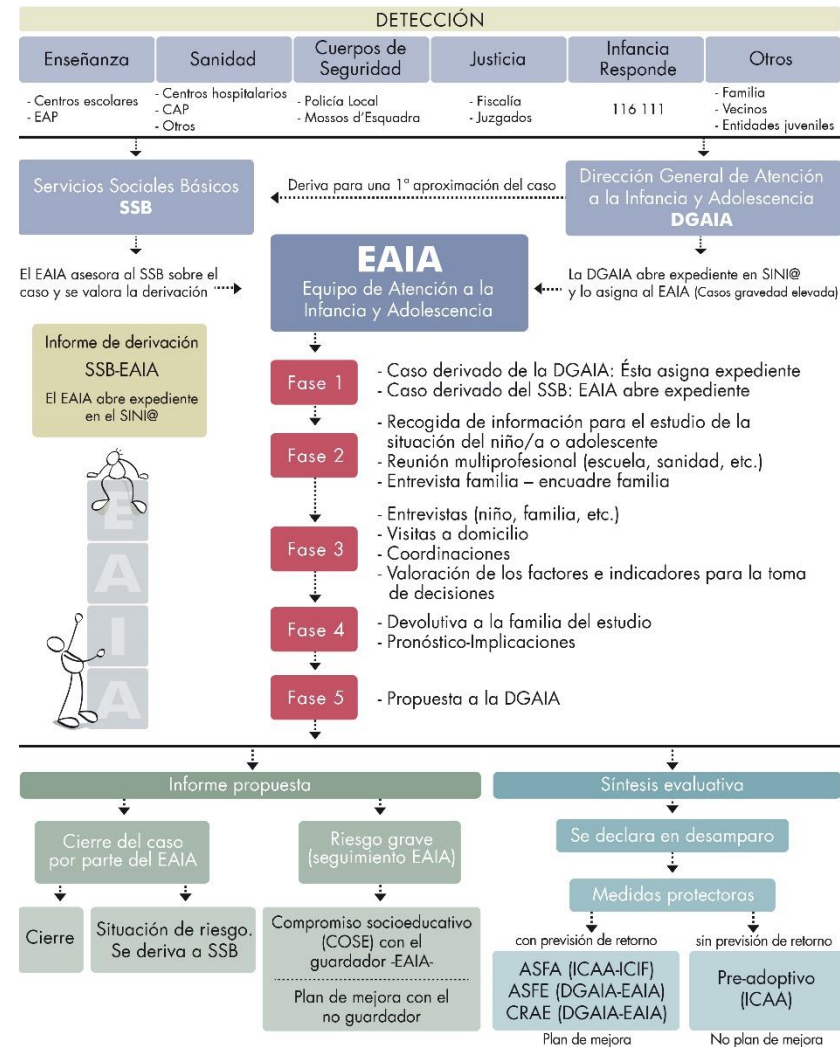 DETECCIÓN
Enseñanza
Sanidad
Cuerpos de
Seguridad
Justicia
Infancia
Responde
Otros
- Centros escolares
- EAP
- Centros hospitalarios
- CAP
- Otros
- Policía Local
- Mossos d'Esquadra
- Fiscalía
- Juzgados
116 111
- Familia
- Vecinos
- Entidades juveniles
Servicios Sociales Básicos
SSB
Deriva para una 1ª aproximación del caso
Dirección General de Atención
a la Infancia y Adolescencia
DGAIA
El EAIA asesora al SSB sobre el
caso y se valora la derivación
EAIA
Equipo de Atención a la
Infancia y Adolescencia
La DGAIA abre expediente en SINI@
y lo asigna al EAIA (Casos gravedad elevada)
Informe de derivación
SSB-EAIA
El EAIA abre expediente
en el SINI@
Fase 1
- Caso derivado de la DGAIA: Ésta asigna expediente
- Caso derivado del SSB: EAIA abre expediente
Fase 2
- Recogida de información para el estudio de la
situación del niño/a o adolescente
- Reunión multiprofesional (escuela, sanidad, etc.)
- Entrevista familia – encuadre familia
Fase 3
- Entrevistas (niño, familia, etc.)
- Visitas a domicilio
- Coordinaciones
- Valoración de los factores e indicadores para la toma
de decisiones
Fase 4
- Devolutiva a la familia del estudio
- Pronóstico-Implicaciones
Fase 5
- Propuesta a la DGAIA
E
A
I
A
Informe propuesta
Síntesis evaluativa
Cierre del caso
por parte del EAIA
Riesgo grave
(seguimiento EAIA)
Se declara en desamparo
Medidas protectoras
Cierre
Situación de riesgo.
Se deriva a SSB
Compromiso socioeducativo
(COSE) con el
guardador -EAIA-
Plan de mejora con el
no guardador
con previsión de retorno
sin previsión de retorno
ASFA (ICAA-ICIF)
ASFE (DGAIA-EAIA)
CRAE (DGAIA-EAIA)
Pre-adoptivo
(ICAA)
Plan de mejora
No plan de mejora